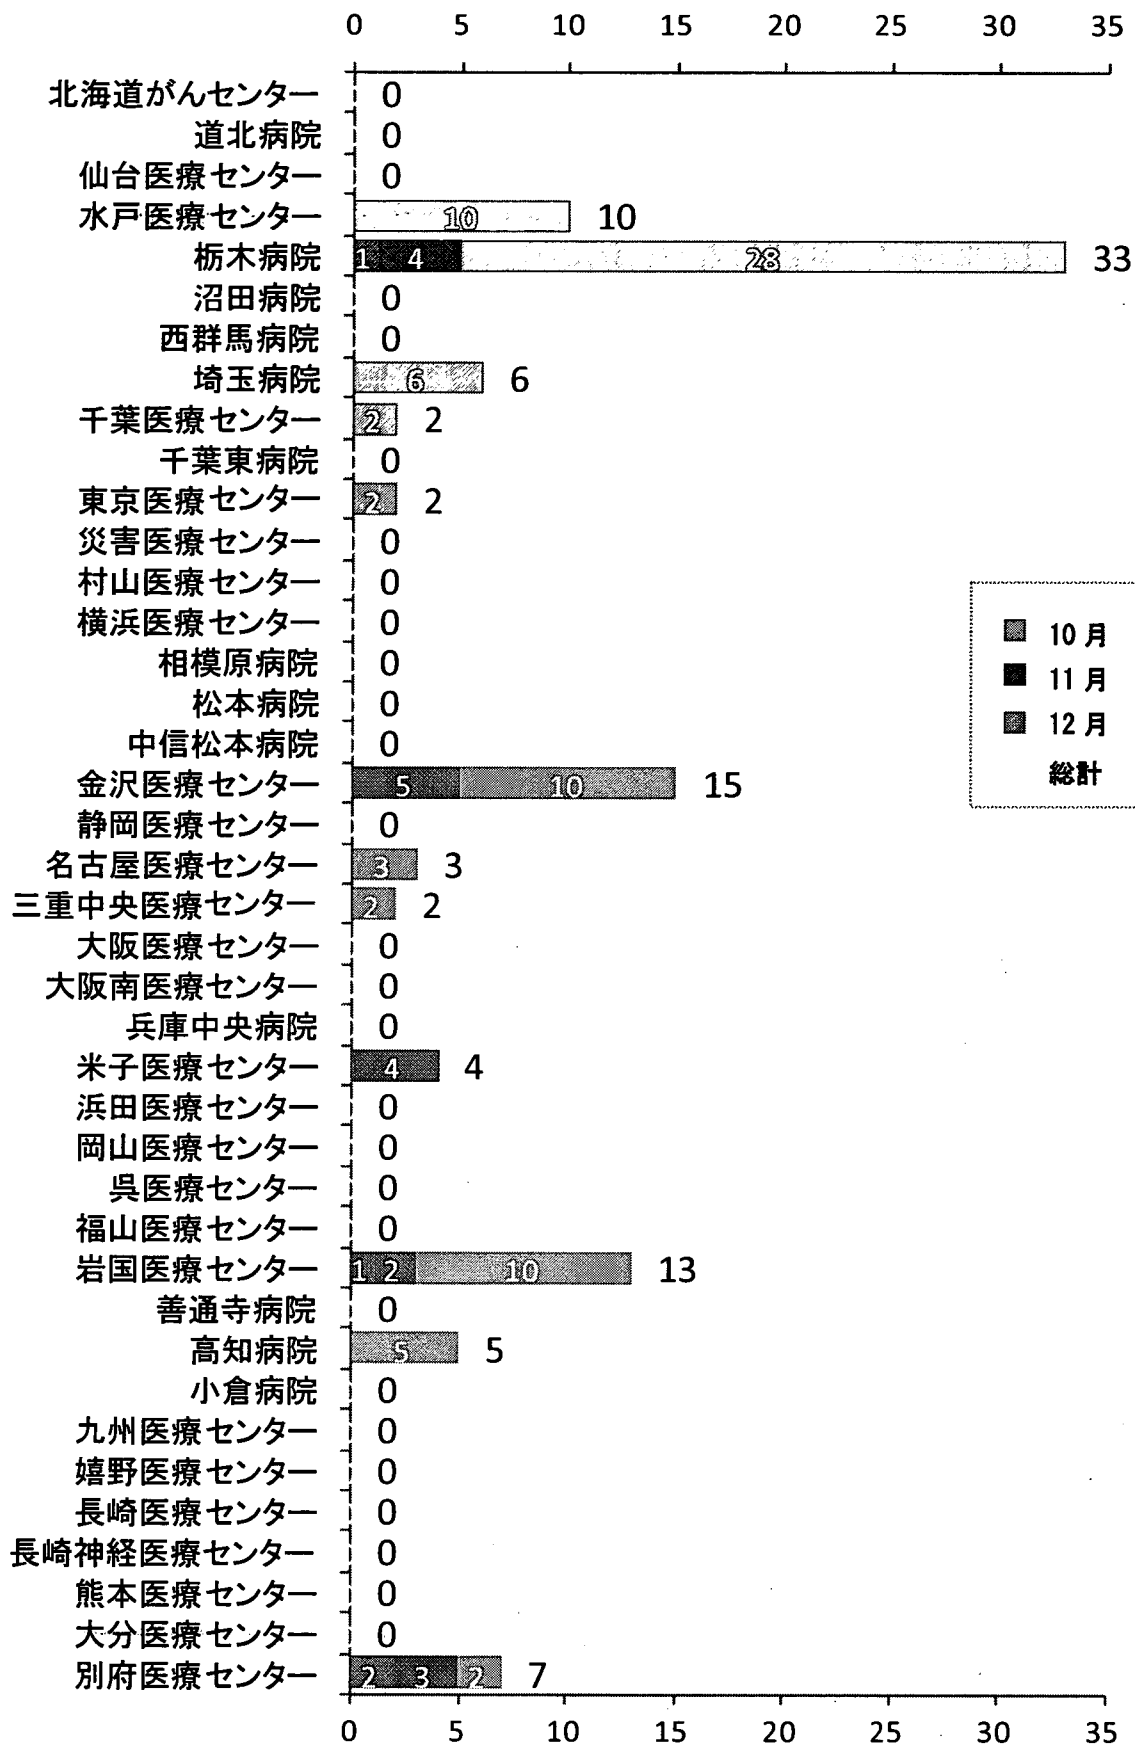 0 5 10 15 20 25 30 35
北海道がんセンター 0
道北病院 0
仙台医療センター 0
水戸医療センター 10 10
栃木病院 1 4 28 33
沼田病院 0
西群馬病院 0
埼玉病院 6 6
千葉医療センター 2 2
千葉東病院 0
東京医療センター 2 2
災害医療センター 0
村山医療センター 0
横浜医療センター 0
相模原病院 0
松本病院 0
中信松本病院 0
金沢医療センター 5 10 15
静岡医療センター 0
名古屋医療センター 3 3
三重中央医療センター 2 2
大阪医療センター 0
大阪南医療センター 0
兵庫中央病院 0
米子医療センター 4 4
浜田医療センター 0
岡山医療センター 0
呉医療センター 0
福山医療センター 0
岩国医療センター 1 2 10 13
善通寺病院 0
高知病院 5 5
小倉病院 0
九州医療センター 0
嬉野医療センター 0
長崎医療センター 0
長崎神経医療センター 0
熊本医療センター 0
大分医療センター 0
別府医療センター 2 3 2 7
0 5 10 15 20 25 30 35
10月
11月
12月
総計